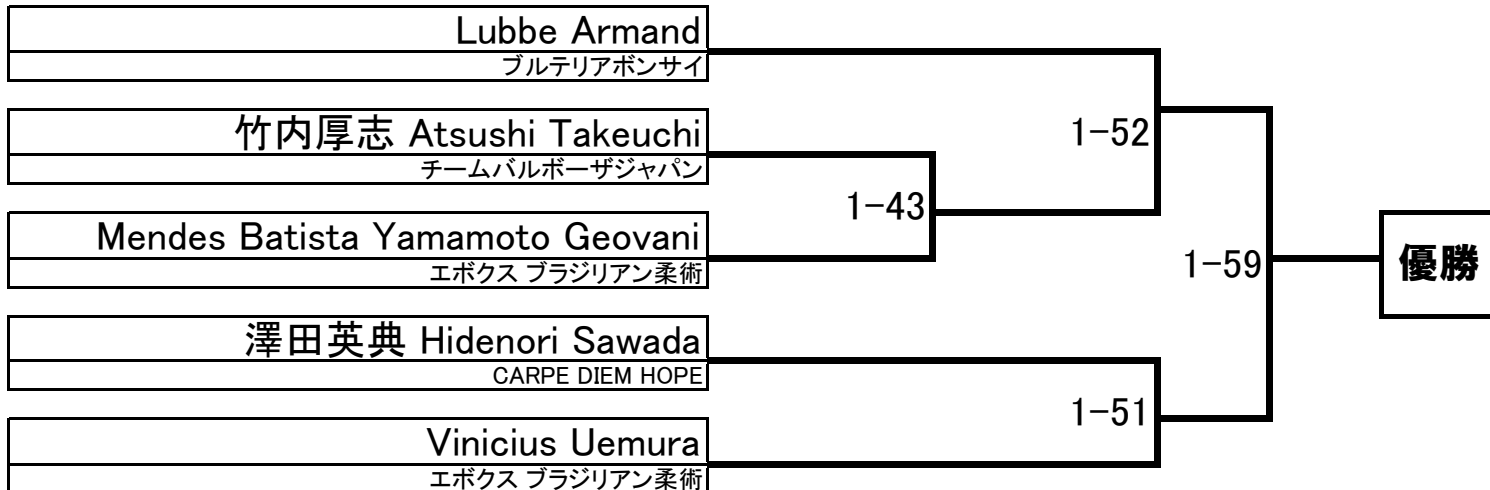 Lubbe Armand
ブルテリアボンサイ
竹内厚志 Atsushi Takeuchi
チームバルボーザジャパン
Mendes Batista Yamamoto Geovani
エボクス ブラジリアン柔術
澤田英典 Hidenori Sawada
CARPE DIEM HOPE
Vinicius Uemura
エボクス ブラジリアン柔術
1-52
1-43
1-59
1-51
優勝